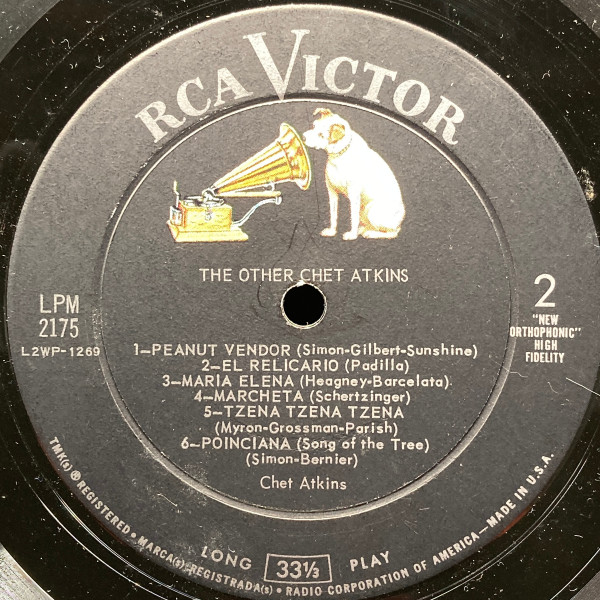 RCA VICTOR
THE OTHER CHET ATKINS
LPM
2175
L2WP-1269
2
"NEW
ORTHOPHONIC"
HIGH
FIDELITY
1—PEANUT VENDOR (Simon-Gilbert-Sunshine)
2—EL RELICARIO (Padilla)
3—MARIA ELENA (Heagney-Barcelata)
4—MARCHETA (Schertzinger)
5—TZENA TZENA TZENA
(Myron-Grossman-Parish)
6—POINCIANA (Song of the Tree)
(Simon-Bernier)
Chet Atkins
LONG 33⅓ PLAY
TMK(s) ® REGISTERED • MARCA(s) REGISTRADA(s) • RADIO CORPORATION OF AMERICA—MADE IN U.S.A.